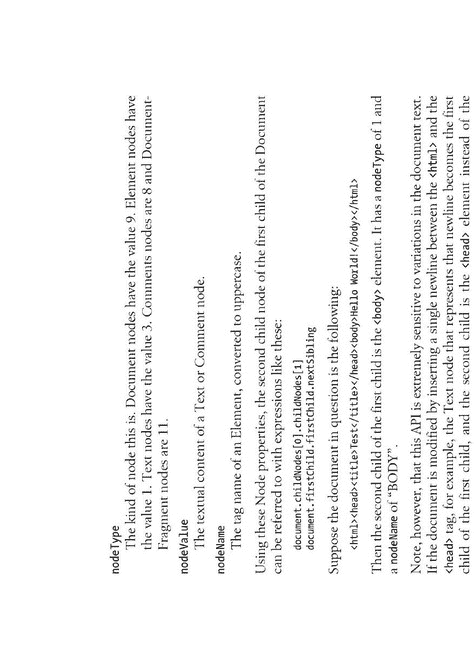 nodeType
The kind of node this is. Document nodes have the value 9. Element nodes have
the value 1. Text nodes have the value 3. Comments nodes are 8 and Document-
Fragment nodes are 11.
nodeValue
The textual content of a Text or Comment node.
nodeName
The tag name of an Element, converted to uppercase.
Using these Node properties, the second child node of the first child of the Document
can be referred to with expressions like these:
document.childNodes[0].childNodes[1]
document.firstChild.firstChild.nextSibling
Suppose the document in question is the following:
<html><head><title>Test</title></head><body>Hello World!</body></html>
Then the second child of the first child is the <body> element. It has a nodeType of 1 and
a nodeName of “BODY”.
Note, however, that this API is extremely sensitive to variations in the document text.
If the document is modified by inserting a single newline between the <html> and the
<head> tag, for example, the Text node that represents that newline becomes the first
child of the first child, and the second child is the <head> element instead of the